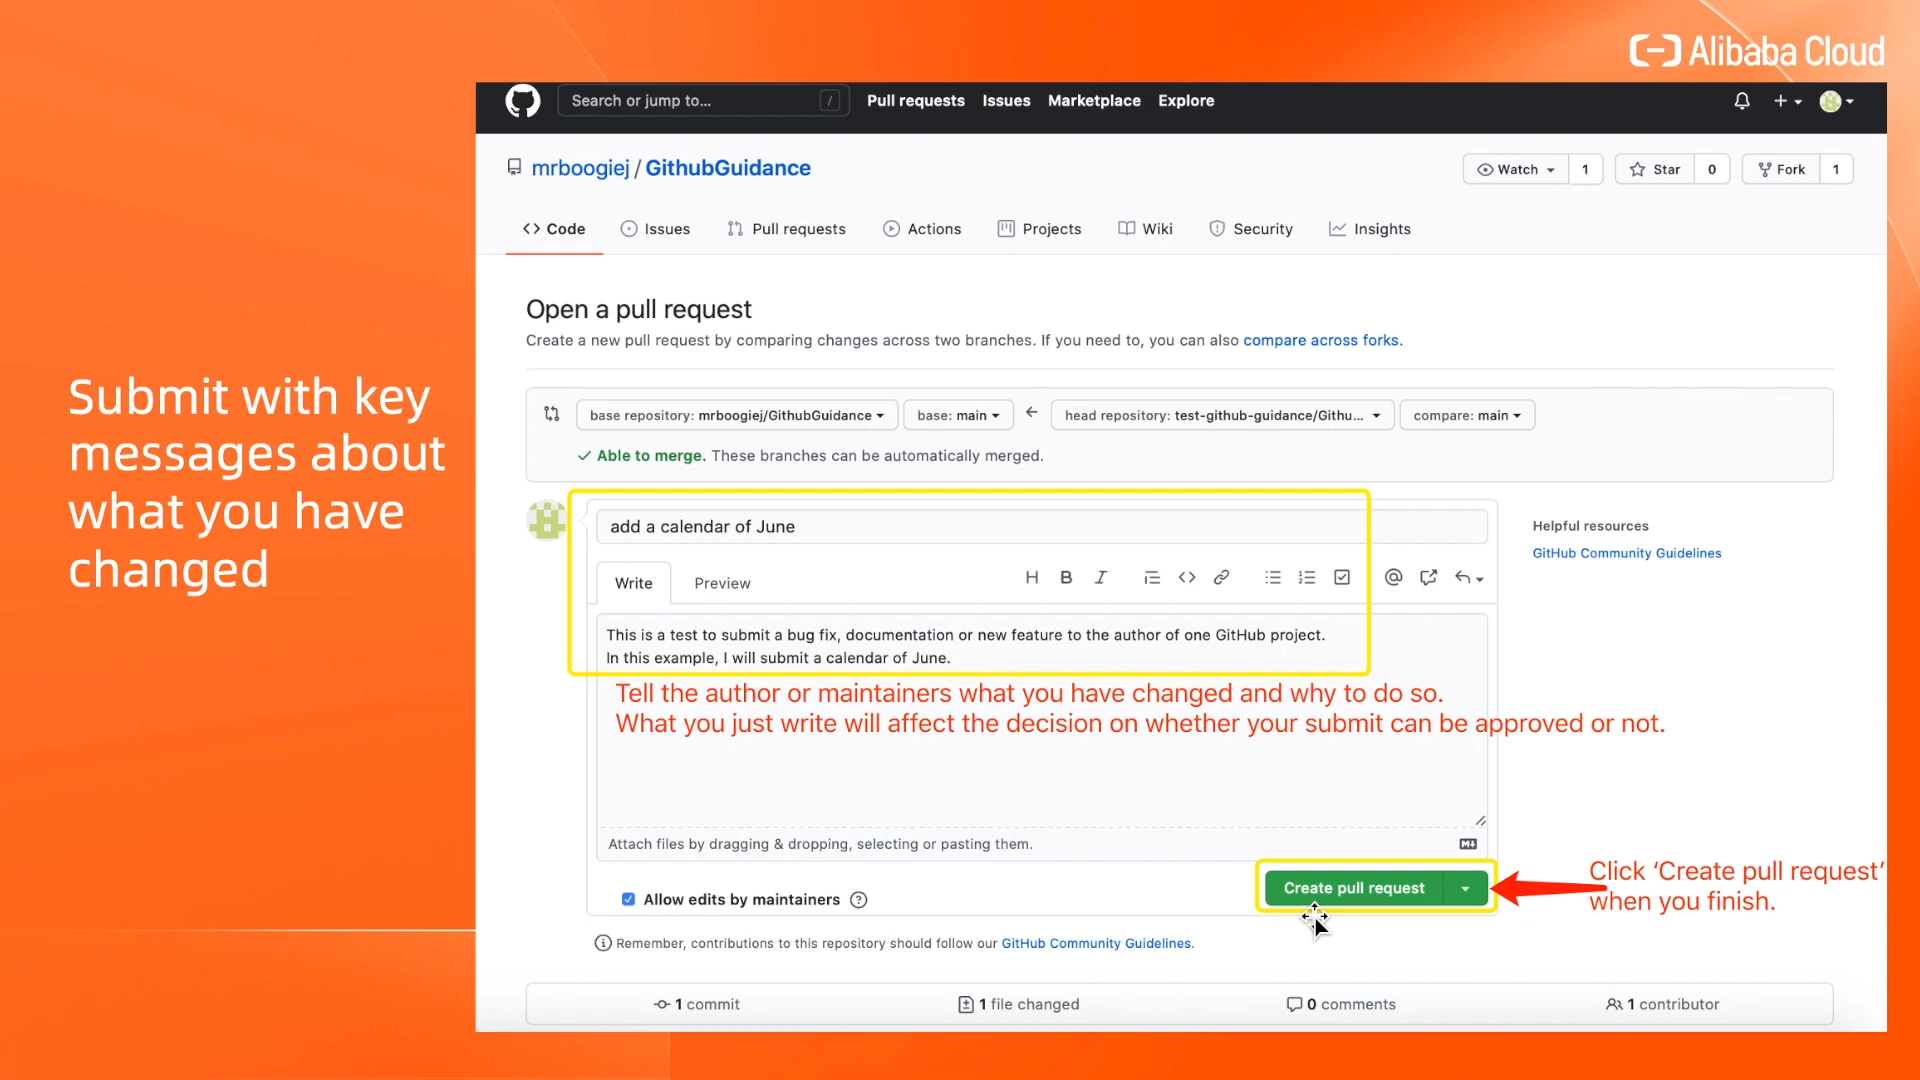 Alibaba Cloud
Submit with key
messages about
what you have
changed
Search or jump to... /
Pull requests Issues Marketplace Explore
mrboogiej / GithubGuidance
Watch 1 Star 0 Fork 1
Code Issues Pull requests Actions Projects Wiki Security Insights
Open a pull request
Create a new pull request by comparing changes across two branches. If you need to, you can also compare across forks.
base repository: mrboogiej/GithubGuidance base: main ← head repository: test-github-guidance/Githu... compare: main
Able to merge. These branches can be automatically merged.
add a calendar of June
Write Preview
H B I @
This is a test to submit a bug fix, documentation or new feature to the author of one GitHub project.
In this example, I will submit a calendar of June.
Tell the author or maintainers what you have changed and why to do so.
What you just write will affect the decision on whether your submit can be approved or not.
Attach files by dragging & dropping, selecting or pasting them.
Allow edits by maintainers ?
Create pull request
Click ‘Create pull request’
when you finish.
Helpful resources
GitHub Community Guidelines
Remember, contributions to this repository should follow our GitHub Community Guidelines.
1 commit 1 file changed 0 comments 1 contributor